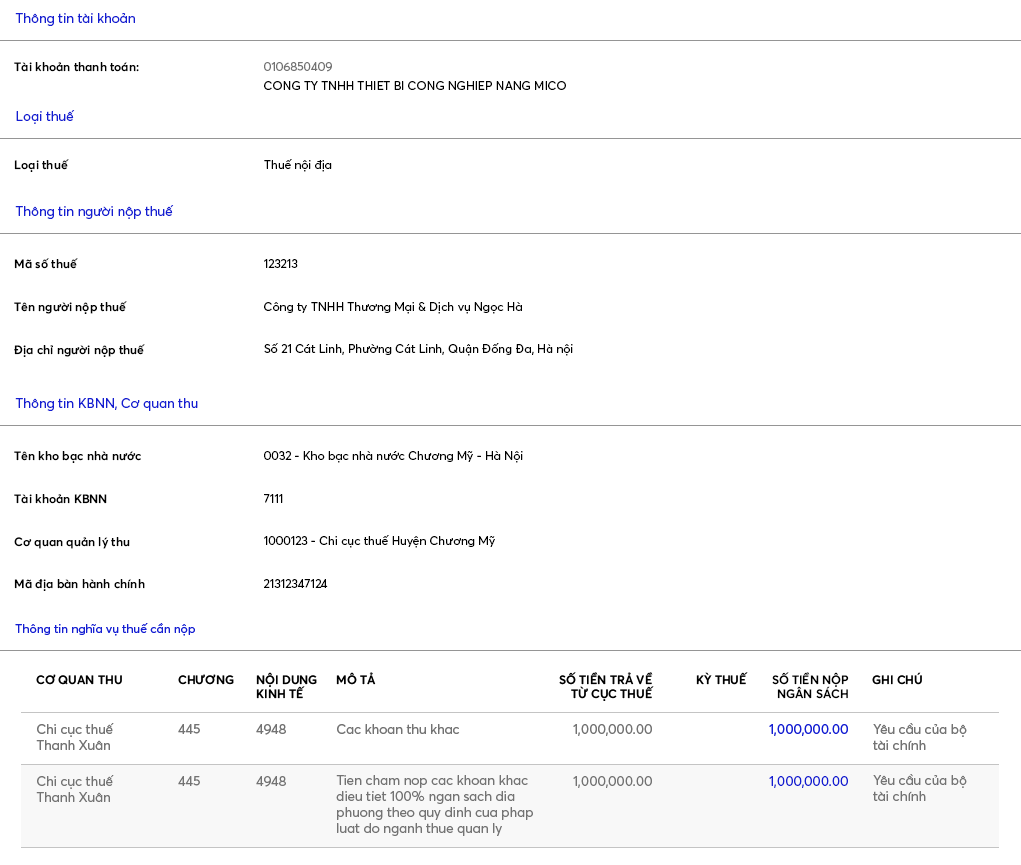 Thông tin tài khoản
Tài khoản thanh toán: 0106850409
CONG TY TNHH THIET BI CONG NGHIEP NANG MICO
Loại thuế
Loại thuế Thuế nội địa
Thông tin người nộp thuế
Mã số thuế 123213
Tên người nộp thuế Công ty TNHH Thương Mại & Dịch vụ Ngọc Hà
Địa chỉ người nộp thuế Số 21 Cát Linh, Phường Cát Linh, Quận Đống Đa, Hà nội
Thông tin KBNN, Cơ quan thu
Tên kho bạc nhà nước 0032 - Kho bạc nhà nước Chương Mỹ - Hà Nội
Tài khoản KBNN 7111
Cơ quan quản lý thu 1000123 - Chi cục thuế Huyện Chương Mỹ
Mã địa bàn hành chính 21312347124
Thông tin nghĩa vụ thuế cần nộp
CƠ QUAN THU CHƯƠNG NỘI DUNG MÔ TẢ SỐ TIỀN TRẢ VỀ KỲ THUẾ SỐ TIỀN NỘP GHI CHÚ
KINH TẾ TỪ CỤC THUẾ NGÂN SÁCH
Chi cục thuế 445 4948 Cac khoan thu khac 1,000,000.00 1,000,000.00 Yêu cầu của bộ
Thanh Xuân tài chính
Chi cục thuế 445 4948 Tien cham nop cac khoan khac 1,000,000.00 1,000,000.00 Yêu cầu của bộ
Thanh Xuân dieu tiet 100% ngan sach dia tài chính
phuong theo quy dinh cua phap
luat do nganh thue quan ly